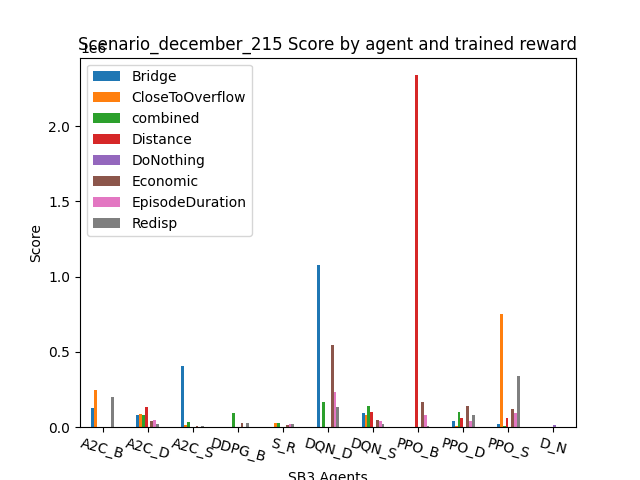 Scenario_december_215 Score by agent and trained reward
1e6
Bridge
CloseToOverflow
combined
Distance
DoNothing
Economic
EpisodeDuration
Redisp
Score
2.0
1.5
1.0
0.5
0.0
A2C_B A2C_D A2C_S DDPG_B S_R DQN_D DQN_S PPO_B PPO_D PPO_S D_N
SB3 Agents